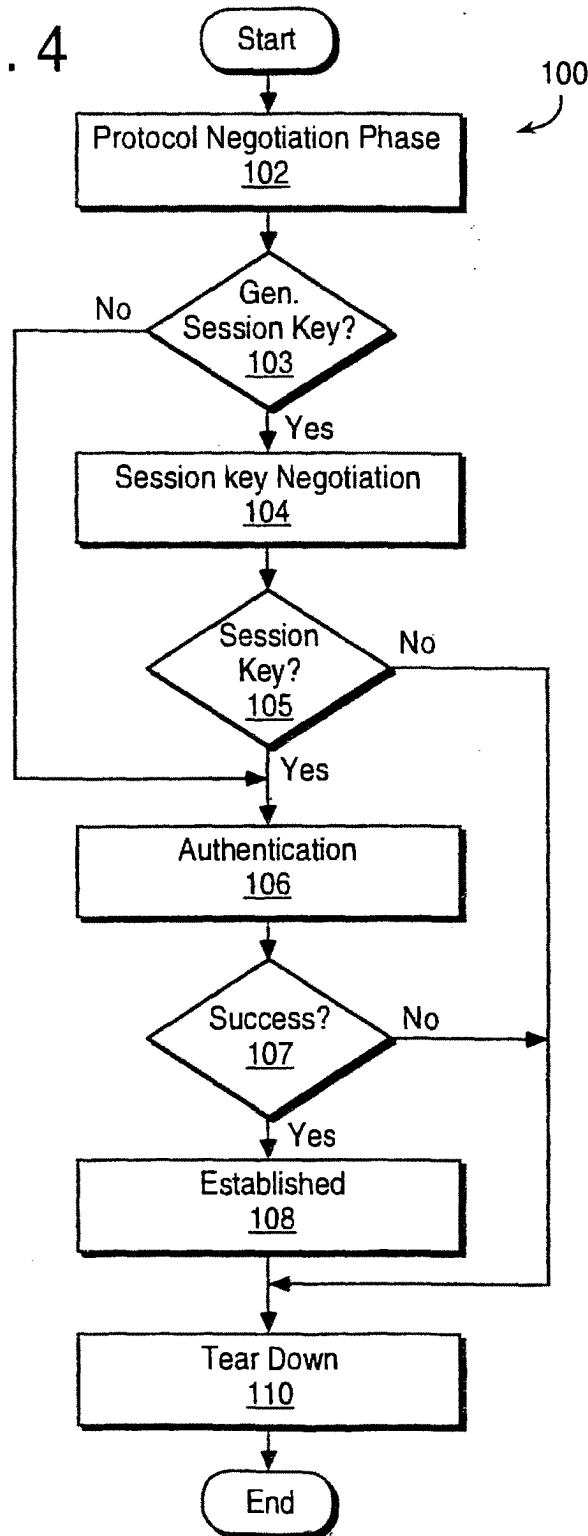 . 4
Start
100
Protocol Negotiation Phase
102
Gen.
Session Key?
103
No
Yes
Session key Negotiation
104
Session
Key?
105
No
Yes
Authentication
106
Success?
107
No
Yes
Established
108
Tear Down
110
End